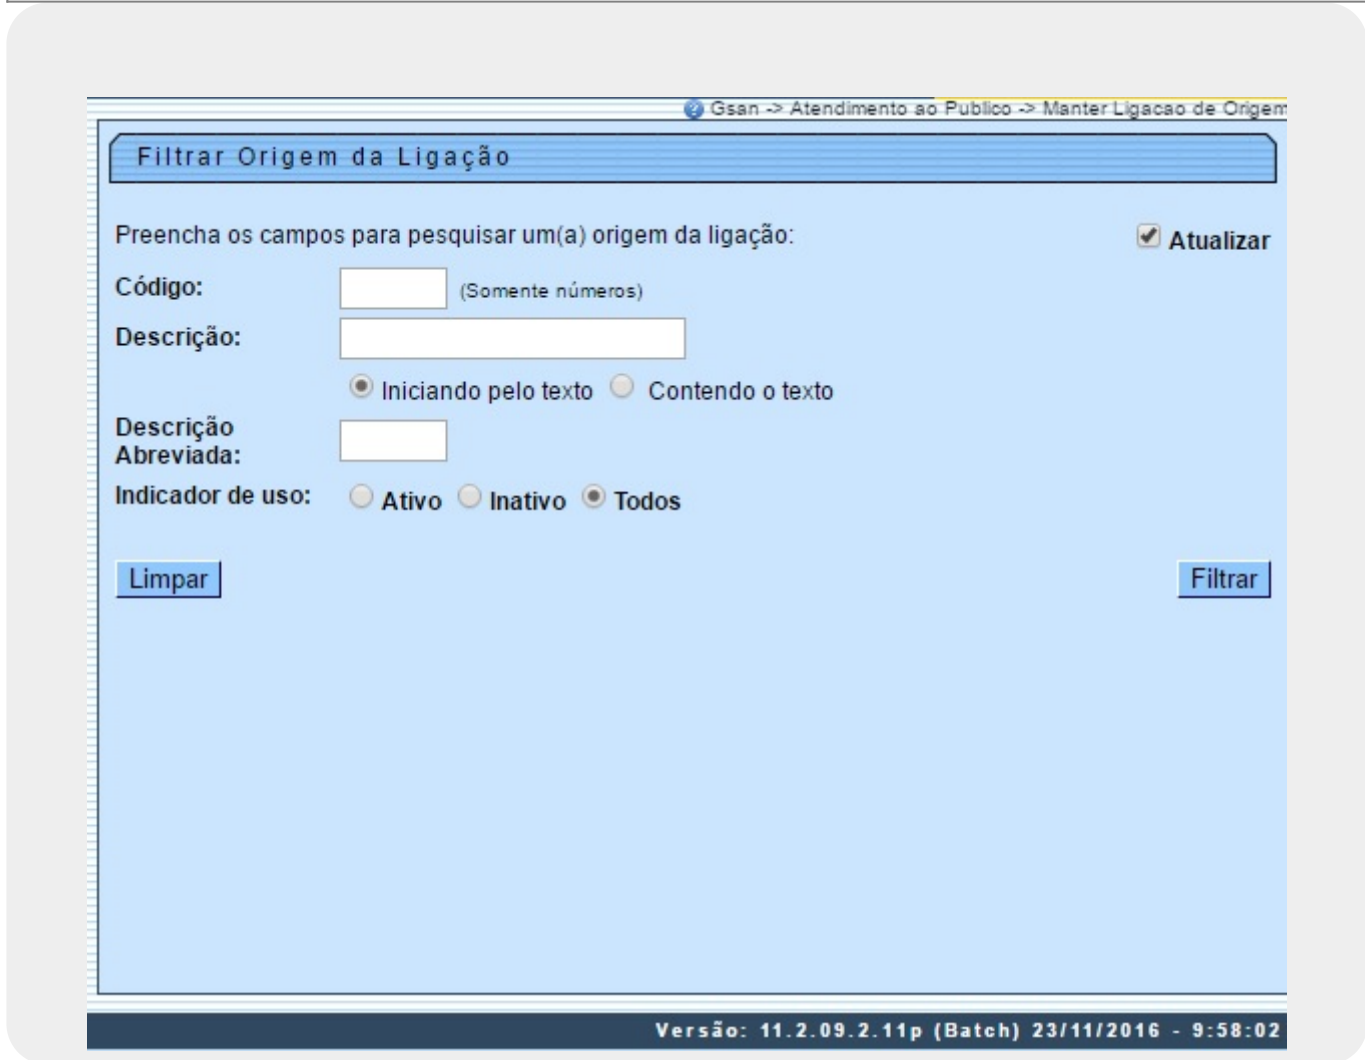 Gsan -> Atendimento ao Publico -> Manter Ligacao de Origem
Filtrar Origem da Ligação
Preencha os campos para pesquisar um(a) origem da ligação: Atualizar
Código: (Somente números)
Descrição:
Iniciando pelo texto Contendo o texto
Descrição
Abreviada:
Indicador de uso: Ativo Inativo Todos
Limpar Filtrar
Versão: 11.2.09.2.11p (Batch) 23/11/2016 - 9:58:02